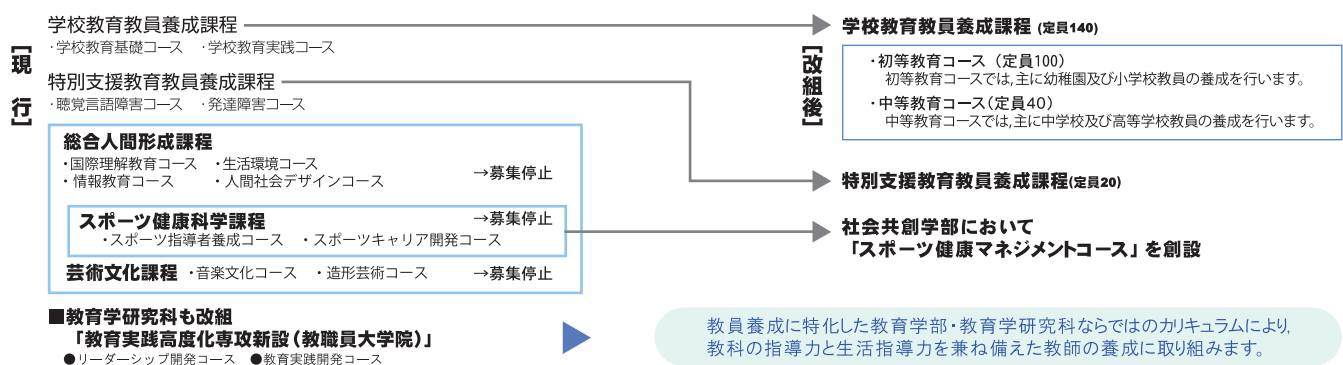 [現行]
学校教育教員養成課程
・学校教育基礎コース ・学校教育実践コース
特別支援教育教員養成課程
・聴覚言語障害コース ・発達障害コース
総合人間形成課程
・国際理解教育コース ・生活環境コース
・情報教育コース ・人間社会デザインコース
→募集停止
スポーツ健康科学課程 →募集停止
・スポーツ指導者養成コース ・スポーツキャリア開発コース
芸術文化課程 ・音楽文化コース ・造形芸術コース →募集停止
■教育学研究科も改組
「教育実践高度化専攻新設(教職員大学院)」
●リーダーシップ開発コース ●教育実践開発コース
[改組後]
学校教育教員養成課程 (定員140)
・初等教育コース (定員100)
初等教育コースでは,主に幼稚園及び小学校教員の養成を行います。
・中等教育コース(定員40)
中等教育コースでは,主に中学校及び高等学校教員の養成を行います。
特別支援教育教員養成課程(定員20)
社会共創学部において
「スポーツ健康マネジメントコース」を創設
教員養成に特化した教育学部・教育学研究科ならではのカリキュラムにより,
教科の指導力と生活指導力を兼ね備えた教師の養成に取り組みます。